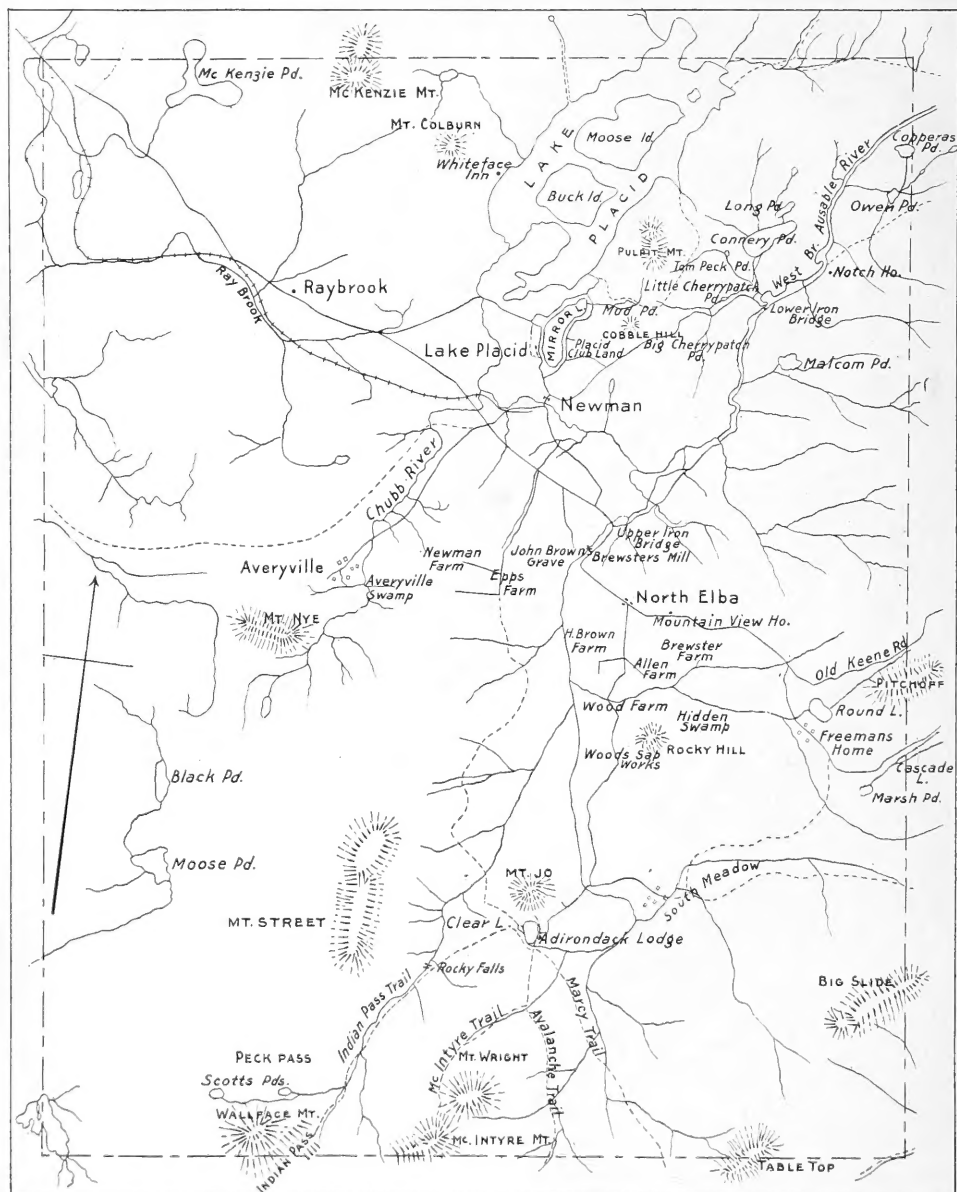 Mc Kenzie Pd.
Mc KENZIE MT.
MT. COLBURN
Whiteface
Inn
LAKE
PLACID
Moose Id.
Buck Id.
Copperas
Pd.
Owen Pd.
West Br. Ausable River
Long Pd
Connery Pd.
PULPIT MT.
Tom Peck Pd.
Little Cherrypatch
Pd.
Notch Ho.
Lower Iron
Bridge
Ray Brook
Raybrook
MIRROR L.
Mud Pd.
COBBLE HILL
Lake Placid
Placid
Club Land
Big Cherrypatch
Pd.
Malcom Pd.
Newman
Chubb River
Averyville
Averyville
Swamp
Newman
Farm
Epps
Farm
John Brown's
Grave
Upper Iron
Bridge
Brewsters Mill
MT. NYE
North Elba
Mountain View Ho.
H. Brown
Farm
Brewster
Farm
Allen
Farm
Old Keene Rd
PITCHOFF
Wood Farm
Hidden
Swamp
Round L.
Freemans
Home
Woods Sap
Works
ROCKY HILL
Cascade
L.
Marsh Pd.
Black Pd.
Moose Pd.
MT. STREET
MT. JO
South Meadow
Clear L.
Adirondack Lodge
Rocky Falls
Indian Pass Trail
Mc Intyre Trail
Avalanche Trail
Marcy Trail
BIG SLIDE
PECK PASS
Scotts Pds.
MT. WRIGHT
WALLFACE MT.
INDIAN PASS
Mc. INTYRE MT.
TABLE TOP